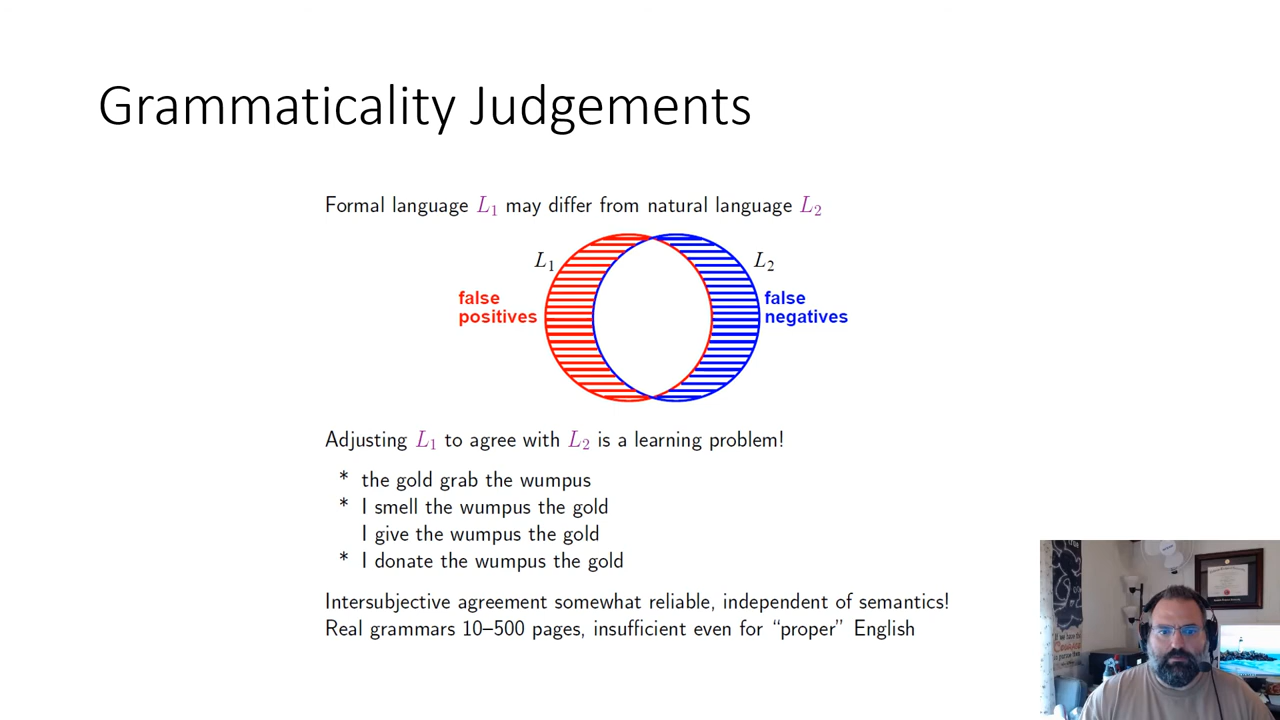 Grammaticality Judgements
Formal language L₁ may differ from natural language L₂
L₁
L₂
false
positives
false
negatives
Adjusting L₁ to agree with L₂ is a learning problem!
* the gold grab the wumpus
* I smell the wumpus the gold
I give the wumpus the gold
* I donate the wumpus the gold
Intersubjective agreement somewhat reliable, independent of semantics!
Real grammars 10–500 pages, insufficient even for “proper” English